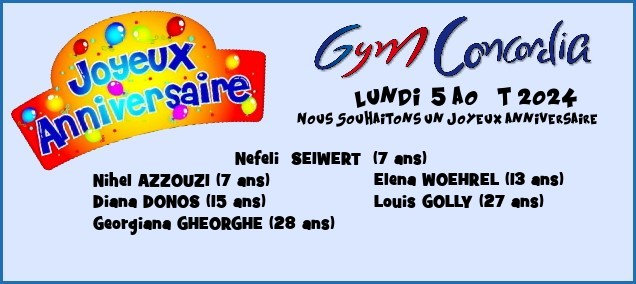 Joyeux
Anniversaire
Gym Concordia
LUNDI 5 AO T 2024
NOUS SOUHAITONS UN JOYEUX ANNIVERSAIRE
Nefeli SEIWERT (7 ans)
Nihel AZZOUZI (7 ans) Elena WOEHREL (13 ans)
Diana DONOS (15 ans) Louis GOLLY (27 ans)
Georgiana GHEORGHE (28 ans)